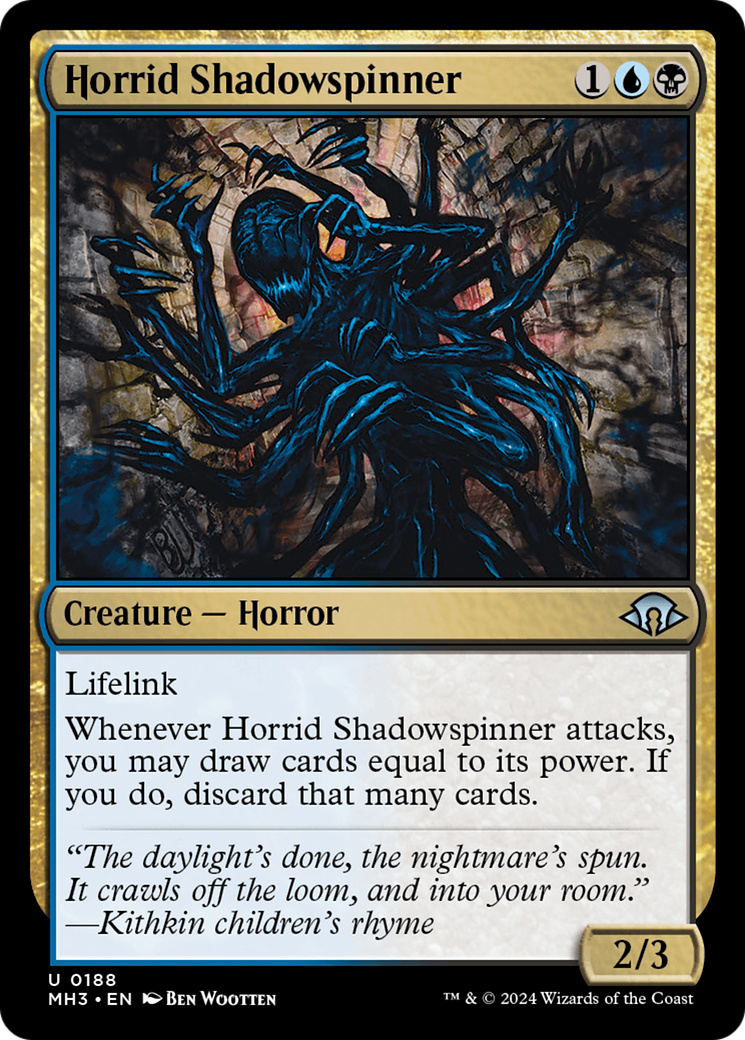 Horrid Shadowspinner 1
Creature — Horror
Lifelink
Whenever Horrid Shadowspinner attacks,
you may draw cards equal to its power. If
you do, discard that many cards.
“The daylight’s done, the nightmare’s spun.
It crawls off the loom, and into your room.”
—Kithkin children’s rhyme
2/3
U 0188
MH3 • EN Ben Wootten
™ & © 2024 Wizards of the Coast